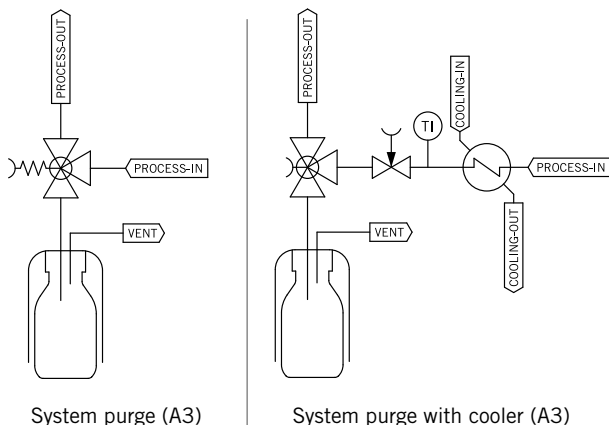 PROCESS-OUT
PROCESS-IN
VENT
System purge (A3)
PROCESS-OUT
COOLING-IN
TI
PROCESS-IN
COOLING-OUT
VENT
System purge with cooler (A3)